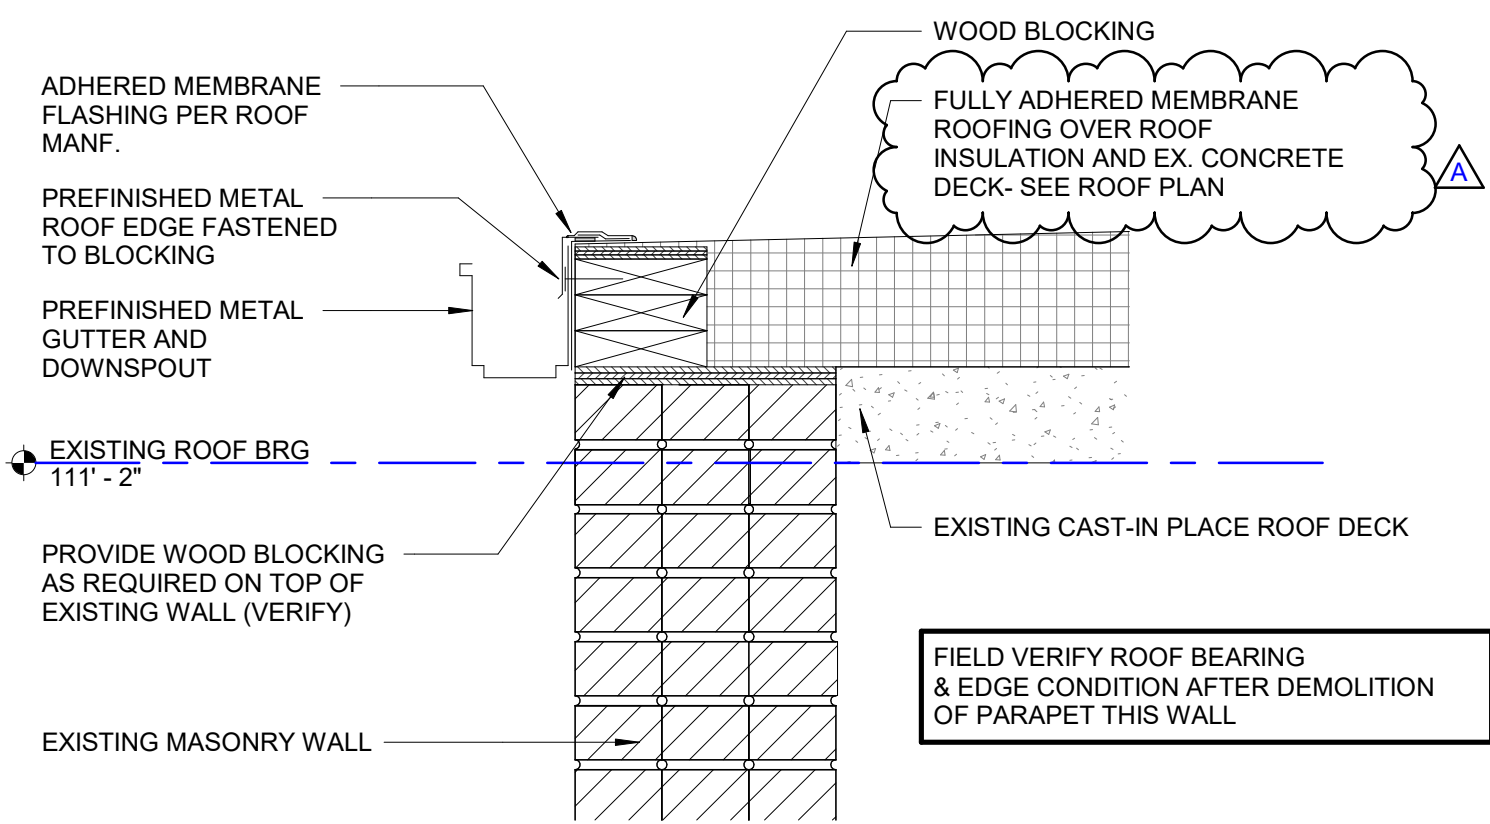 WOOD BLOCKING
ADHERED MEMBRANE
FLASHING PER ROOF
MANF.
FULLY ADHERED MEMBRANE
ROOFING OVER ROOF
INSULATION AND EX. CONCRETE
DECK- SEE ROOF PLAN
A
PREFINISHED METAL
ROOF EDGE FASTENED
TO BLOCKING
PREFINISHED METAL
GUTTER AND
DOWNSPOUT
EXISTING ROOF BRG
111' - 2"
EXISTING CAST-IN PLACE ROOF DECK
PROVIDE WOOD BLOCKING
AS REQUIRED ON TOP OF
EXISTING WALL (VERIFY)
FIELD VERIFY ROOF BEARING
& EDGE CONDITION AFTER DEMOLITION
OF PARAPET THIS WALL
EXISTING MASONRY WALL